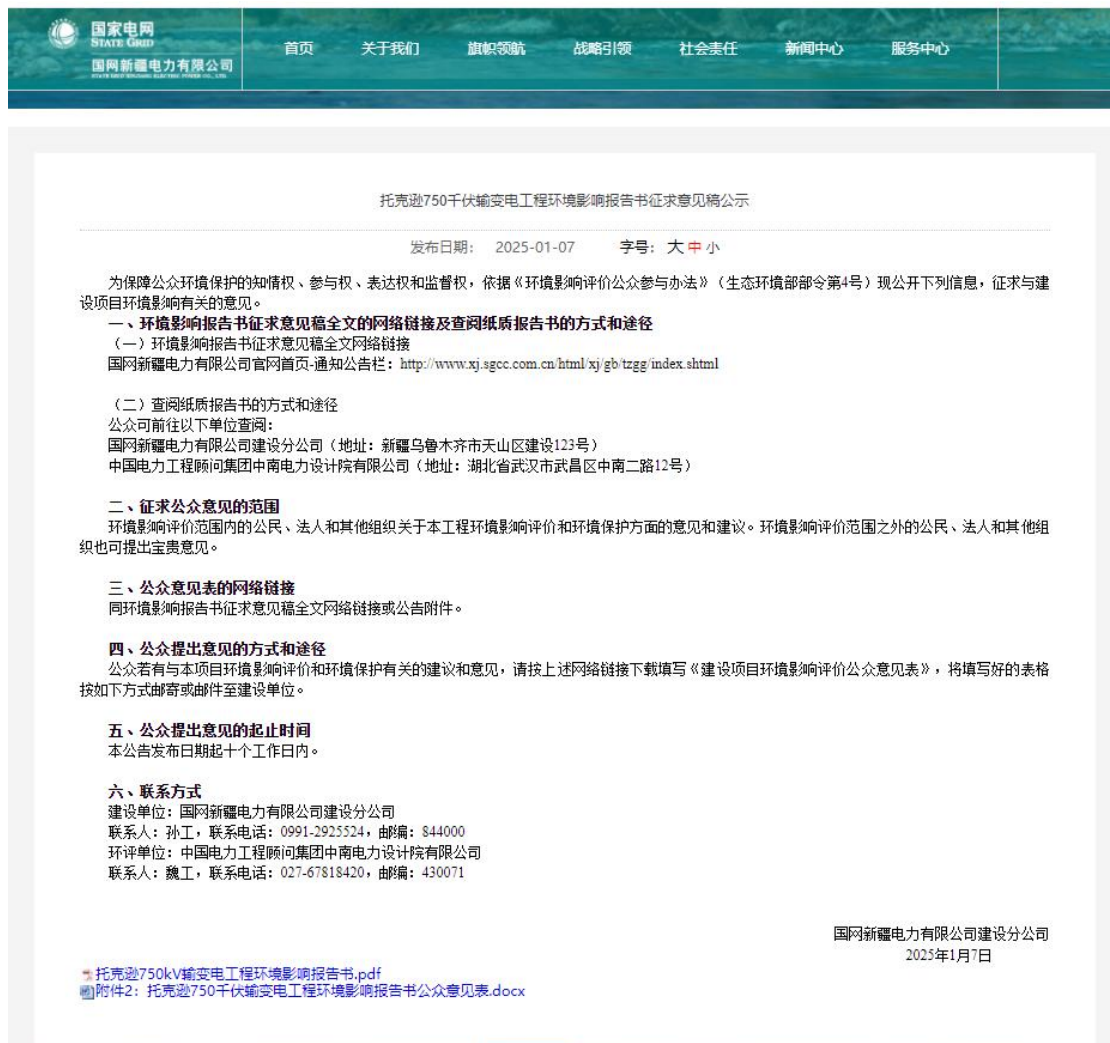 国家电网
STATE GRID
国网新疆电力有限公司
STATE GRID XINJIANG ELECTRIC POWER CO., LTD.
首页 关于我们 旗帜领航 战略引领 社会责任 新闻中心 服务中心
托克逊750千伏输变电工程环境影响报告书征求意见稿公示
发布日期： 2025-01-07 字号： 大 中 小
为保障公众环境保护的知情权、参与权、表达权和监督权，依据《环境影响评价公众参与办法》（生态环境部部令第4号）现公开下列信息，征求与建
设项目环境影响有关的意见。
一、环境影响报告书征求意见稿全文的网络链接及查阅纸质报告书的方式和途径
（一）环境影响报告书征求意见稿全文网络链接
国网新疆电力有限公司官网首页-通知公告栏：http://www.xj.sgcc.com.cn/html/xj/gb/tzgg/index.shtml
（二）查阅纸质报告书的方式和途径
公众可前往以下单位查阅：
国网新疆电力有限公司建设分公司（地址：新疆乌鲁木齐市天山区建设123号）
中国电力工程顾问集团中南电力设计院有限公司（地址：湖北省武汉市武昌区中南二路12号）
二、征求公众意见的范围
环境影响评价范围内的公民、法人和其他组织关于本工程环境影响评价和环境保护方面的意见和建议。环境影响评价范围之外的公民、法人和其他组
织也可提出宝贵意见。
三、公众意见表的网络链接
同环境影响报告书征求意见稿全文网络链接或公告附件。
四、公众提出意见的方式和途径
公众若有与本项目环境影响评价和环境保护有关的建议和意见，请按上述网络链接下载填写《建设项目环境影响评价公众意见表》，将填写好的表格
按如下方式邮寄或邮件至建设单位。
五、公众提出意见的起止时间
本公告发布日期起十个工作日内。
六、联系方式
建设单位：国网新疆电力有限公司建设分公司
联系人：孙工，联系电话：0991-2925524，邮编：844000
环评单位：中国电力工程顾问集团中南电力设计院有限公司
联系人：魏工，联系电话：027-67818420，邮编：430071
国网新疆电力有限公司建设分公司
2025年1月7日
托克逊750kV输变电工程环境影响报告书.pdf
附件2：托克逊750千伏输变电工程环境影响报告书公众意见表.docx